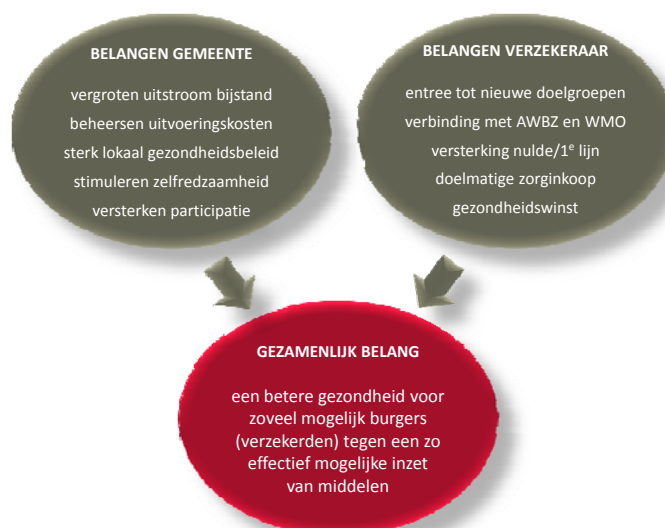 BELANGEN GEMEENTE
vergroten uitstroom bijstand
beheersen uitvoeringskosten
sterk lokaal gezondheidsbeleid
stimuleren zelfredzaamheid
versterken participatie
BELANGEN VERZEKERAAR
entree tot nieuwe doelgroepen
verbinding met AWBZ en WMO
versterking nulde/1e lijn
doelmatige zorginkoop
gezondheidswinst
GEZAMENLIJK BELANG
een betere gezondheid voor
zoveel mogelijk burgers
(verzekerden) tegen een zo
effectief mogelijke inzet
van middelen